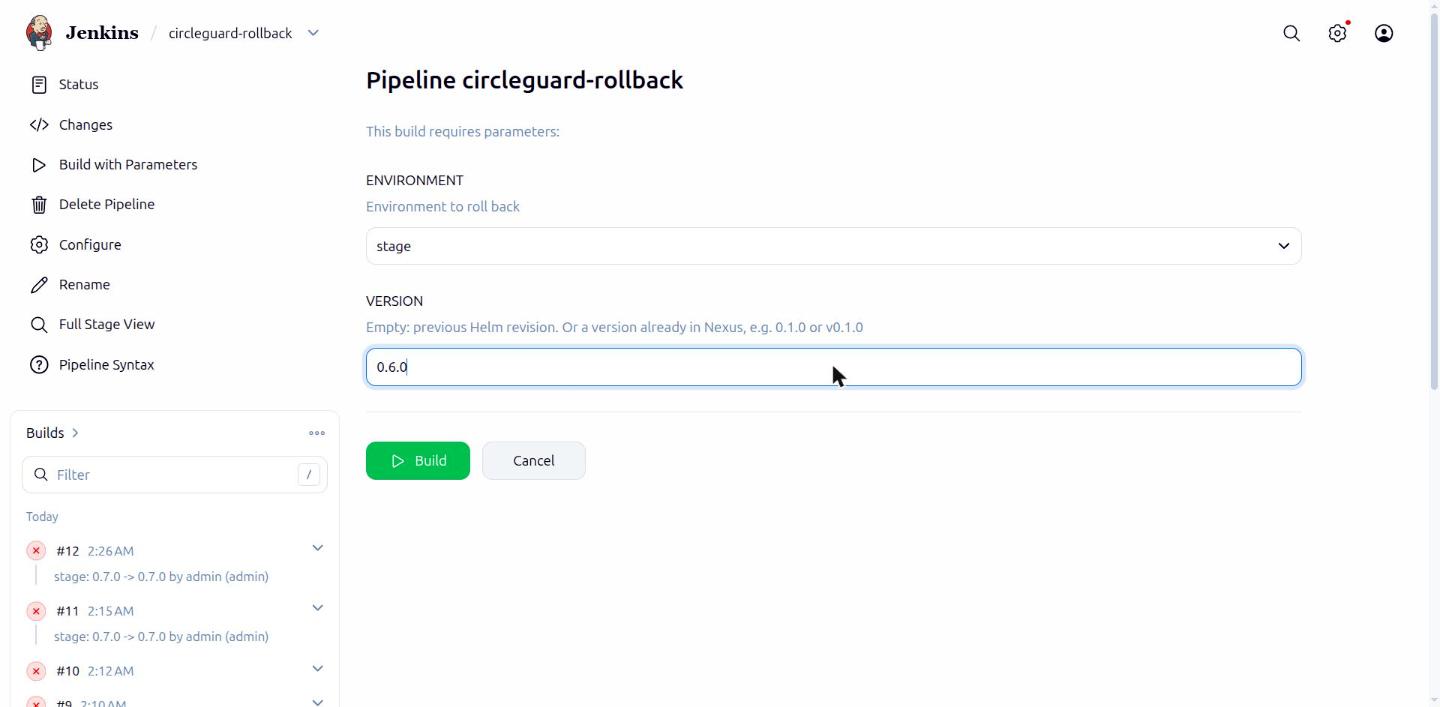 Jenkins / circleguard-rollback
Status
Changes
Build with Parameters
Delete Pipeline
Configure
Rename
Full Stage View
Pipeline Syntax
Builds
Filter /
Today
#12 2:26 AM
stage: 0.7.0 -> 0.7.0 by admin (admin)
#11 2:15 AM
stage: 0.7.0 -> 0.7.0 by admin (admin)
#10 2:12 AM
#9 2:10 AM
Pipeline circleguard-rollback
This build requires parameters:
ENVIRONMENT
Environment to roll back
stage
VERSION
Empty: previous Helm revision. Or a version already in Nexus, e.g. 0.1.0 or v0.1.0
0.6.0
Build
Cancel